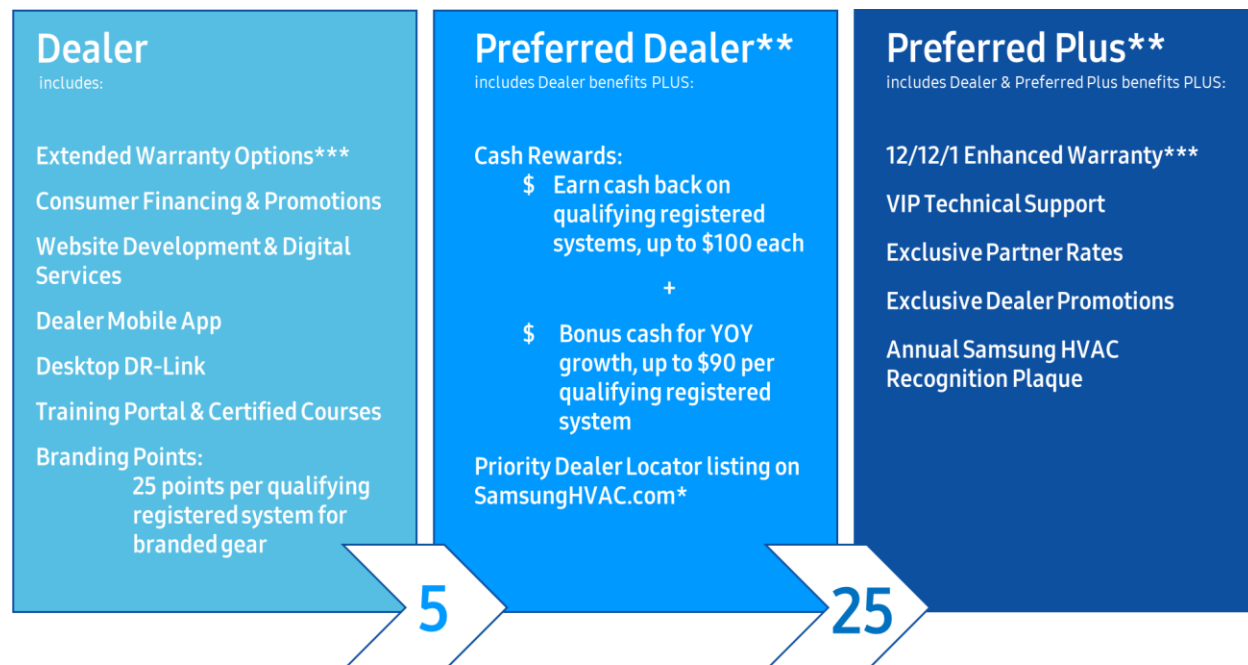 Dealer
includes:
Extended Warranty Options***
Consumer Financing & Promotions
Website Development & Digital
Services
Dealer Mobile App
Desktop DR-Link
Training Portal & Certified Courses
Branding Points:
25 points per qualifying
registered system for
branded gear
5
Preferred Dealer**
includes Dealer benefits PLUS:
Cash Rewards:
$ Earn cash back on
qualifying registered
systems, up to $100 each
+
$ Bonus cash for YOY
growth, up to $90 per
qualifying registered
system
Priority Dealer Locator listing on
SamsungHVAC.com*
25
Preferred Plus**
includes Dealer & Preferred Plus benefits PLUS:
12/12/1 Enhanced Warranty***
VIP Technical Support
Exclusive Partner Rates
Exclusive Dealer Promotions
Annual Samsung HVAC
Recognition Plaque